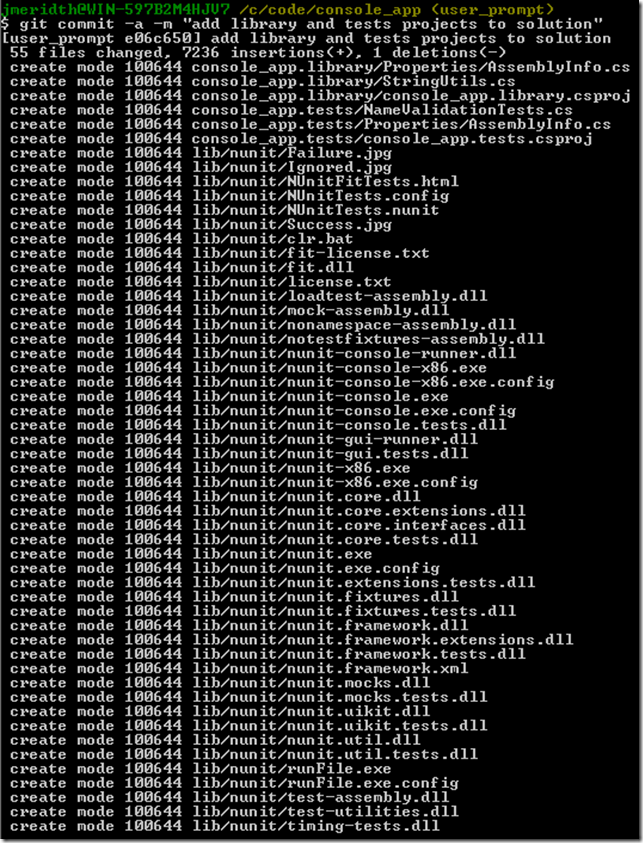 jmeridth@WIN-597B2M4HJV7 /c/code/console_app (user_prompt)
$ git commit -a -m "add library and tests projects to solution"
[user_prompt e06c650] add library and tests projects to solution
 55 files changed, 7236 insertions(+), 1 deletions(-)
 create mode 100644 console_app.library/Properties/AssemblyInfo.cs
 create mode 100644 console_app.library/StringUtils.cs
 create mode 100644 console_app.library/console_app.library.csproj
 create mode 100644 console_app.tests/NameValidationTests.cs
 create mode 100644 console_app.tests/Properties/AssemblyInfo.cs
 create mode 100644 console_app.tests/console_app.tests.csproj
 create mode 100644 lib/nunit/Failure.jpg
 create mode 100644 lib/nunit/Ignored.jpg
 create mode 100644 lib/nunit/NUnitFitTests.html
 create mode 100644 lib/nunit/NUnitTests.config
 create mode 100644 lib/nunit/NUnitTests.nunit
 create mode 100644 lib/nunit/Success.jpg
 create mode 100644 lib/nunit/clr.bat
 create mode 100644 lib/nunit/fit-license.txt
 create mode 100644 lib/nunit/fit.dll
 create mode 100644 lib/nunit/license.txt
 create mode 100644 lib/nunit/loadtest-assembly.dll
 create mode 100644 lib/nunit/mock-assembly.dll
 create mode 100644 lib/nunit/nonamespace-assembly.dll
 create mode 100644 lib/nunit/notestfixtures-assembly.dll
 create mode 100644 lib/nunit/nunit-console-runner.dll
 create mode 100644 lib/nunit/nunit-console-x86.exe
 create mode 100644 lib/nunit/nunit-console-x86.exe.config
 create mode 100644 lib/nunit/nunit-console.exe
 create mode 100644 lib/nunit/nunit-console.exe.config
 create mode 100644 lib/nunit/nunit-console.tests.dll
 create mode 100644 lib/nunit/nunit-gui-runner.dll
 create mode 100644 lib/nunit/nunit-gui.tests.dll
 create mode 100644 lib/nunit/nunit-x86.exe
 create mode 100644 lib/nunit/nunit-x86.exe.config
 create mode 100644 lib/nunit/nunit.core.dll
 create mode 100644 lib/nunit/nunit.core.extensions.dll
 create mode 100644 lib/nunit/nunit.core.interfaces.dll
 create mode 100644 lib/nunit/nunit.core.tests.dll
 create mode 100644 lib/nunit/nunit.exe
 create mode 100644 lib/nunit/nunit.exe.config
 create mode 100644 lib/nunit/nunit.extensions.tests.dll
 create mode 100644 lib/nunit/nunit.fixtures.dll
 create mode 100644 lib/nunit/nunit.fixtures.tests.dll
 create mode 100644 lib/nunit/nunit.framework.dll
 create mode 100644 lib/nunit/nunit.framework.extensions.dll
 create mode 100644 lib/nunit/nunit.framework.tests.dll
 create mode 100644 lib/nunit/nunit.framework.xml
 create mode 100644 lib/nunit/nunit.mocks.dll
 create mode 100644 lib/nunit/nunit.mocks.tests.dll
 create mode 100644 lib/nunit/nunit.uikit.dll
 create mode 100644 lib/nunit/nunit.uikit.tests.dll
 create mode 100644 lib/nunit/nunit.util.dll
 create mode 100644 lib/nunit/nunit.util.tests.dll
 create mode 100644 lib/nunit/runFile.exe
 create mode 100644 lib/nunit/runFile.exe.config
 create mode 100644 lib/nunit/test-assembly.dll
 create mode 100644 lib/nunit/test-utilities.dll
 create mode 100644 lib/nunit/timing-tests.dll